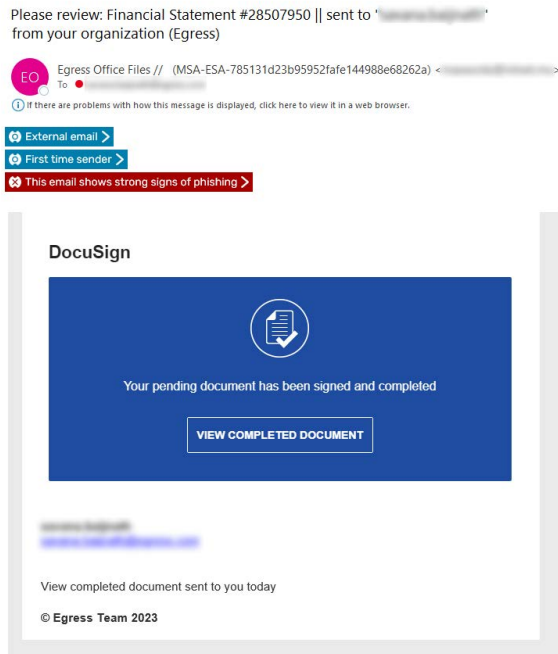 Please review: Financial Statement #28507950 || sent to '
from your organization (Egress)
EO
Egress Office Files // (MSA-ESA-785131d23b95952fafe144988e68262a) < >
To
If there are problems with how this message is displayed, click here to view it in a web browser.
External email >
First time sender >
This email shows strong signs of phishing >
DocuSign
Your pending document has been signed and completed
VIEW COMPLETED DOCUMENT
View completed document sent to you today
© Egress Team 2023